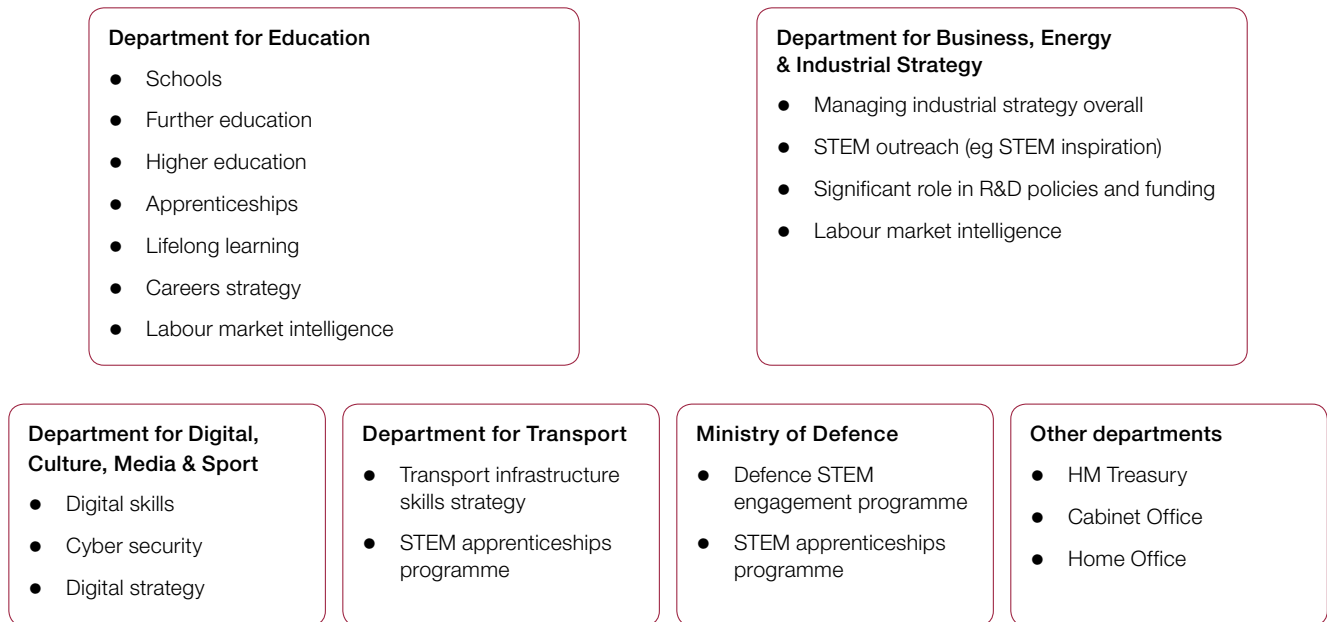 Department for Education
● Schools
● Further education
● Higher education
● Apprenticeships
● Lifelong learning
● Careers strategy
● Labour market intelligence
Department for Business, Energy
& Industrial Strategy
● Managing industrial strategy overall
● STEM outreach (eg STEM inspiration)
● Significant role in R&D policies and funding
● Labour market intelligence
Department for Digital,
Culture, Media & Sport
● Digital skills
● Cyber security
● Digital strategy
Department for Transport
● Transport infrastructure
skills strategy
● STEM apprenticeships
programme
Ministry of Defence
● Defence STEM
engagement programme
● STEM apprenticeships
programme
Other departments
● HM Treasury
● Cabinet Office
● Home Office